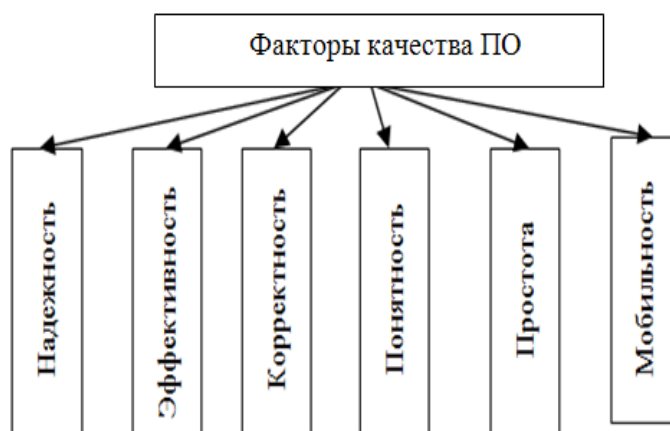 Факторы качества ПО
Надежность
Эффективность
Корректность
Понятность
Простота
Мобильность